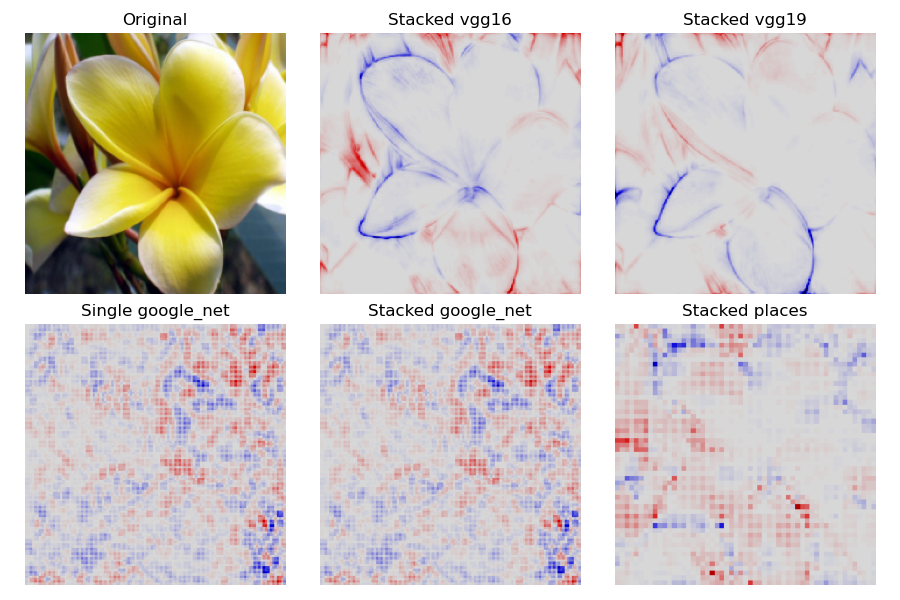 Original
Stacked vgg16
Stacked vgg19
Single google_net
Stacked google_net
Stacked places